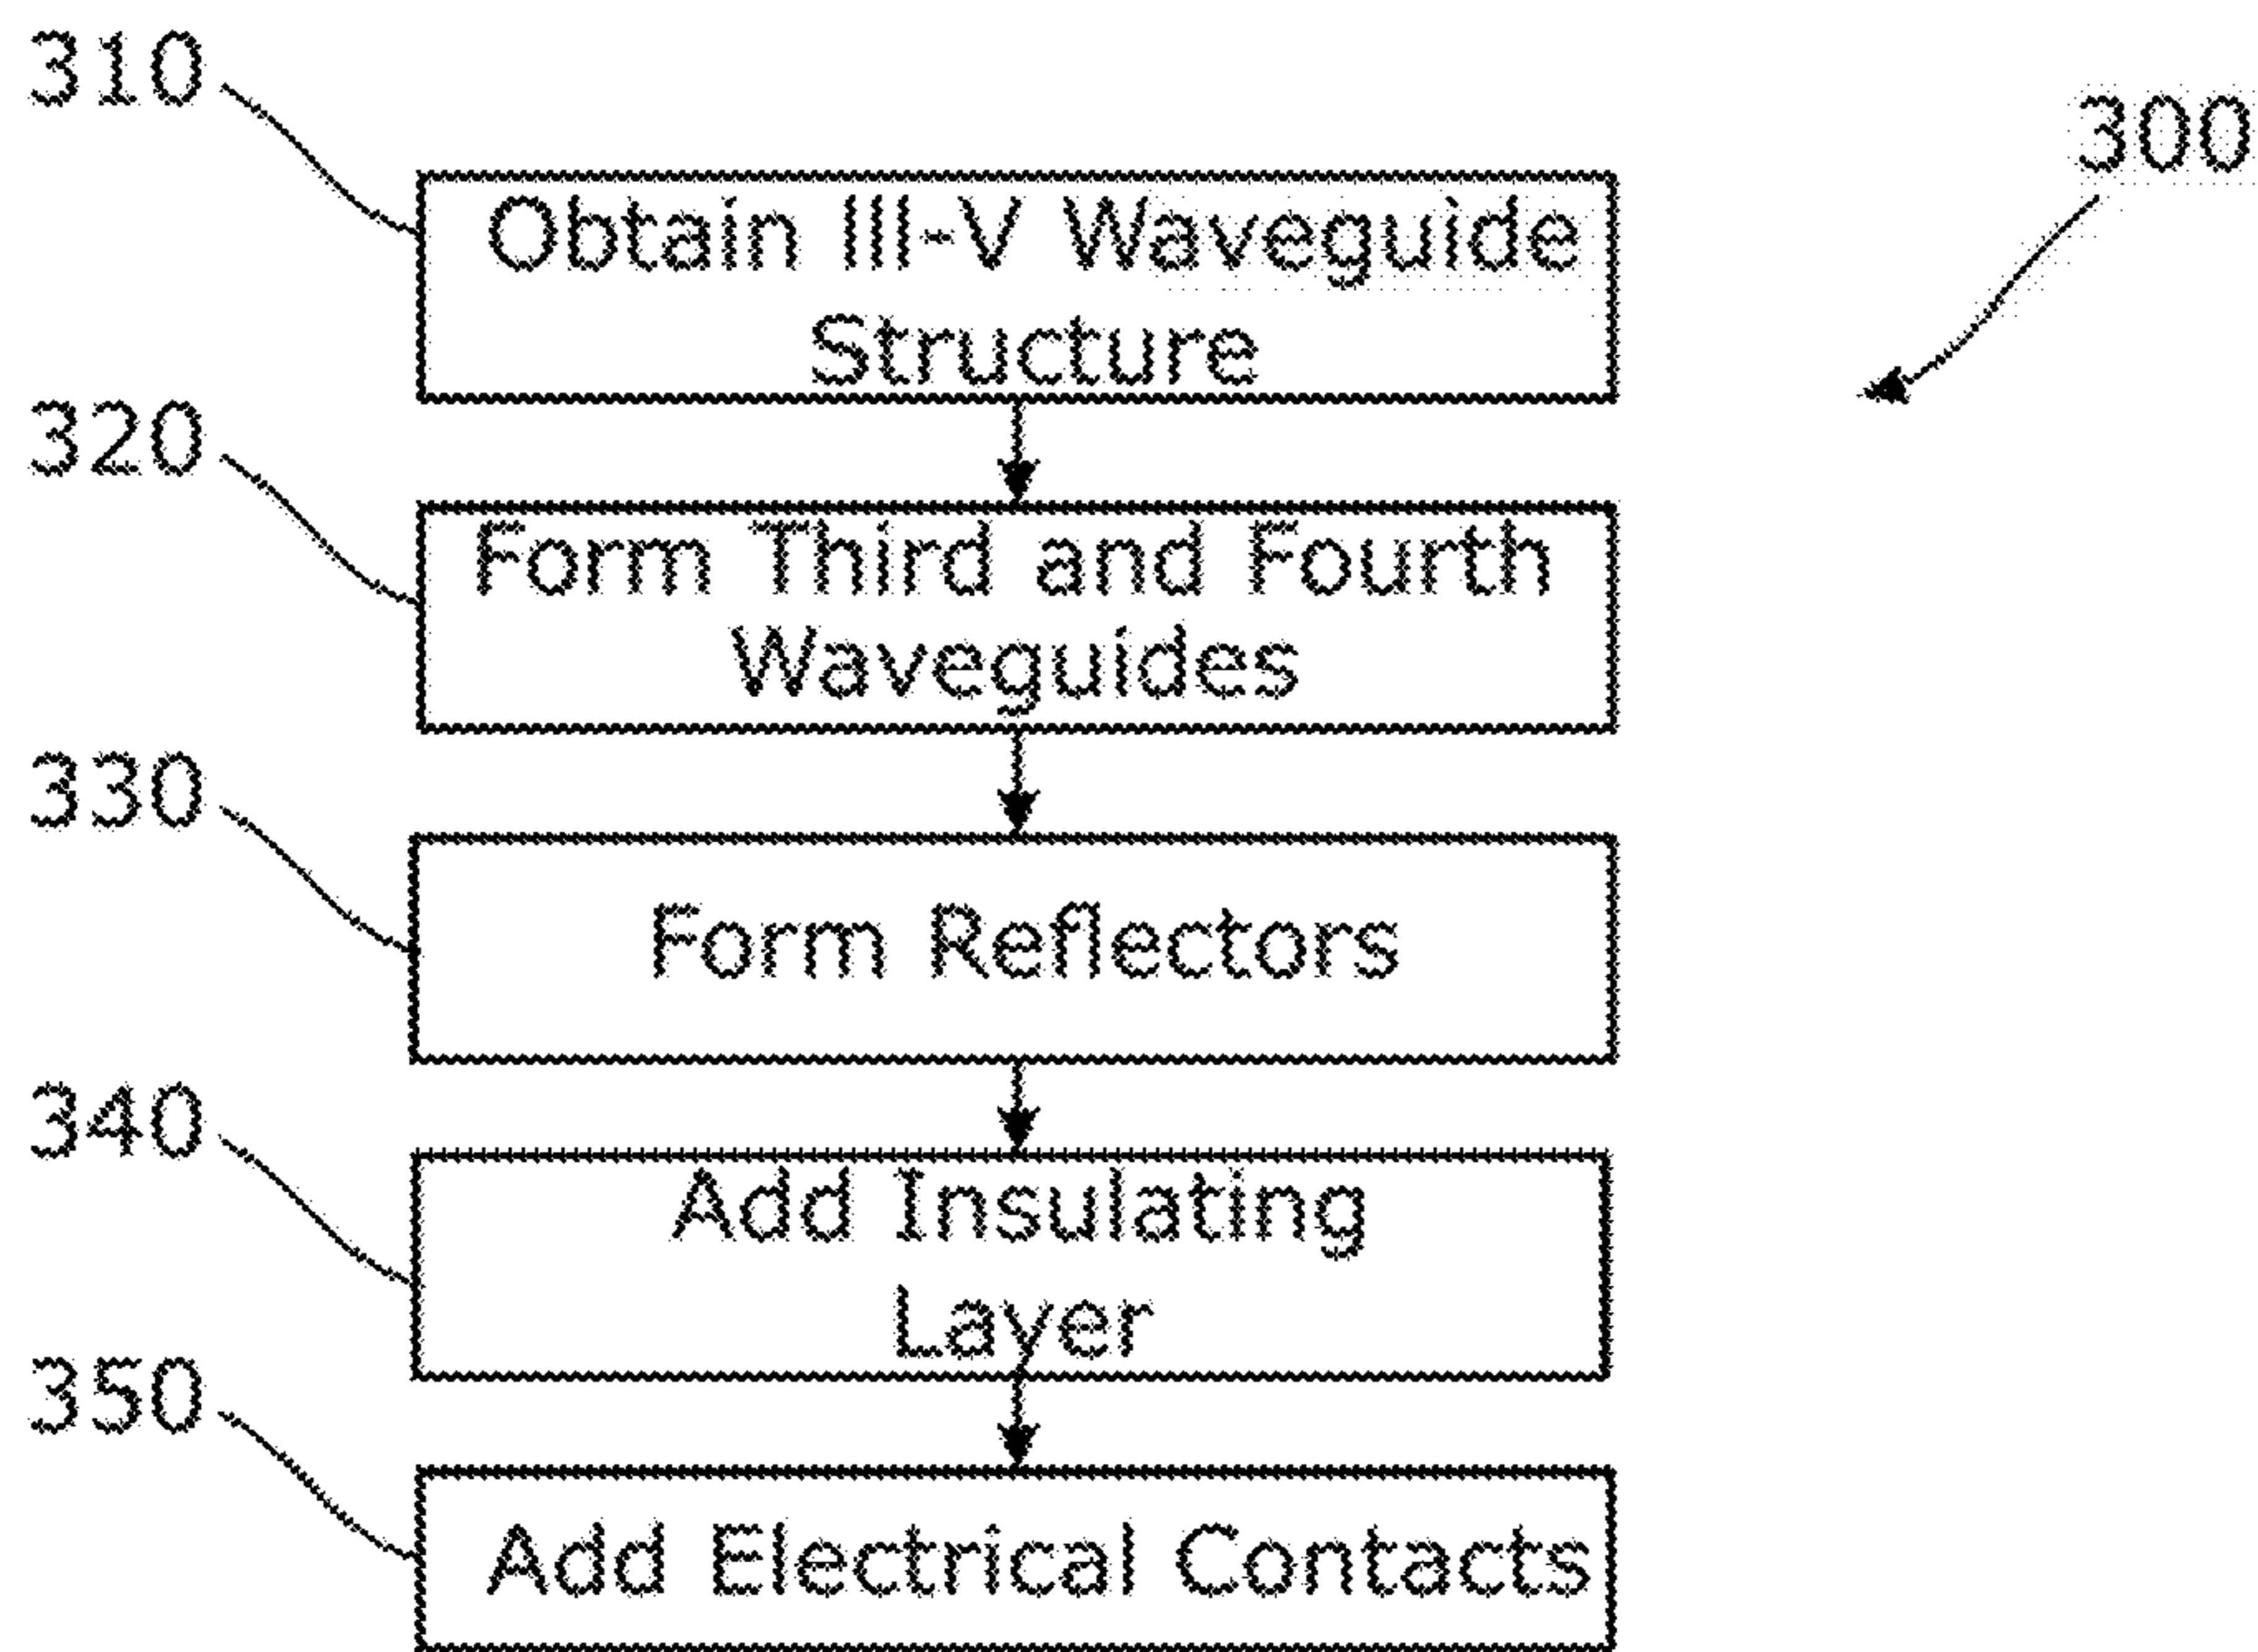 310
300
Obtain III-V Waveguide
Structure
320
Form Third and Fourth
Waveguides
330
Form Reflectors
340
Add Insulating
Layer
350
Add Electrical Contacts